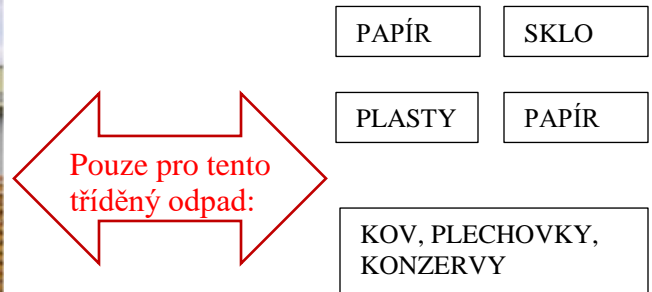 PAPÍR
SKLO
PLASTY
PAPÍR
Pouze pro tento
tříděný odpad:
KOV, PLECHOVKY,
KONZERVY